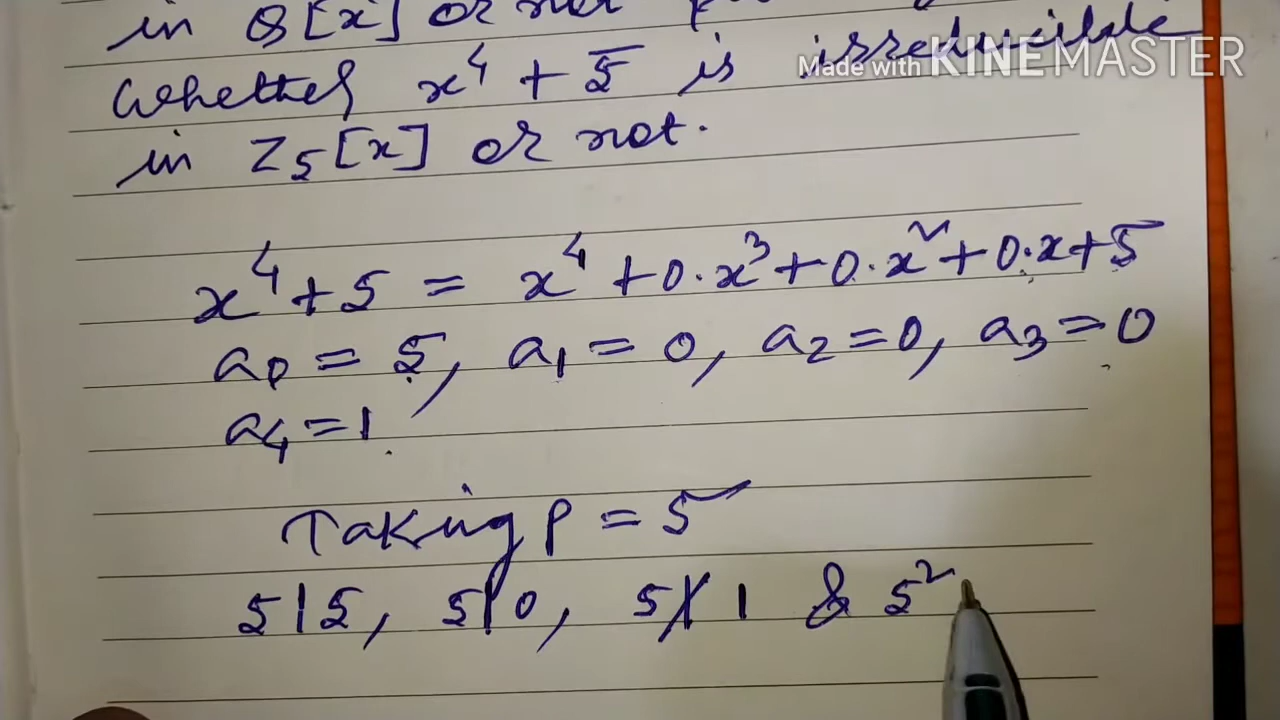 in Q[x] or not
whether x⁴ + 5 is irreducible
Made with KINEMASTER
in Z₅[x] or not.
x⁴ + 5 = x⁴ + 0·x³ + 0·x² + 0·x + 5
a₀ = 5, a₁ = 0, a₂ = 0, a₃ = 0
a₄ = 1
Taking p = 5
5|5, 5|0, 5∤1 & 5²